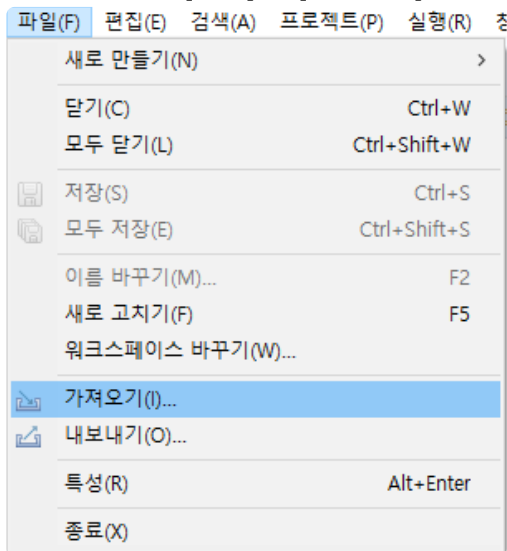 파일(F) 편집(E) 검색(A) 프로젝트(P) 실행(R)
새로 만들기(N) >
닫기(C) Ctrl+W
모두 닫기(L) Ctrl+Shift+W
저장(S) Ctrl+S
모두 저장(E) Ctrl+Shift+S
이름 바꾸기(M)... F2
새로 고치기(F) F5
워크스페이스 바꾸기(W)...
가져오기(I)...
내보내기(O)...
특성(R) Alt+Enter
종료(X)